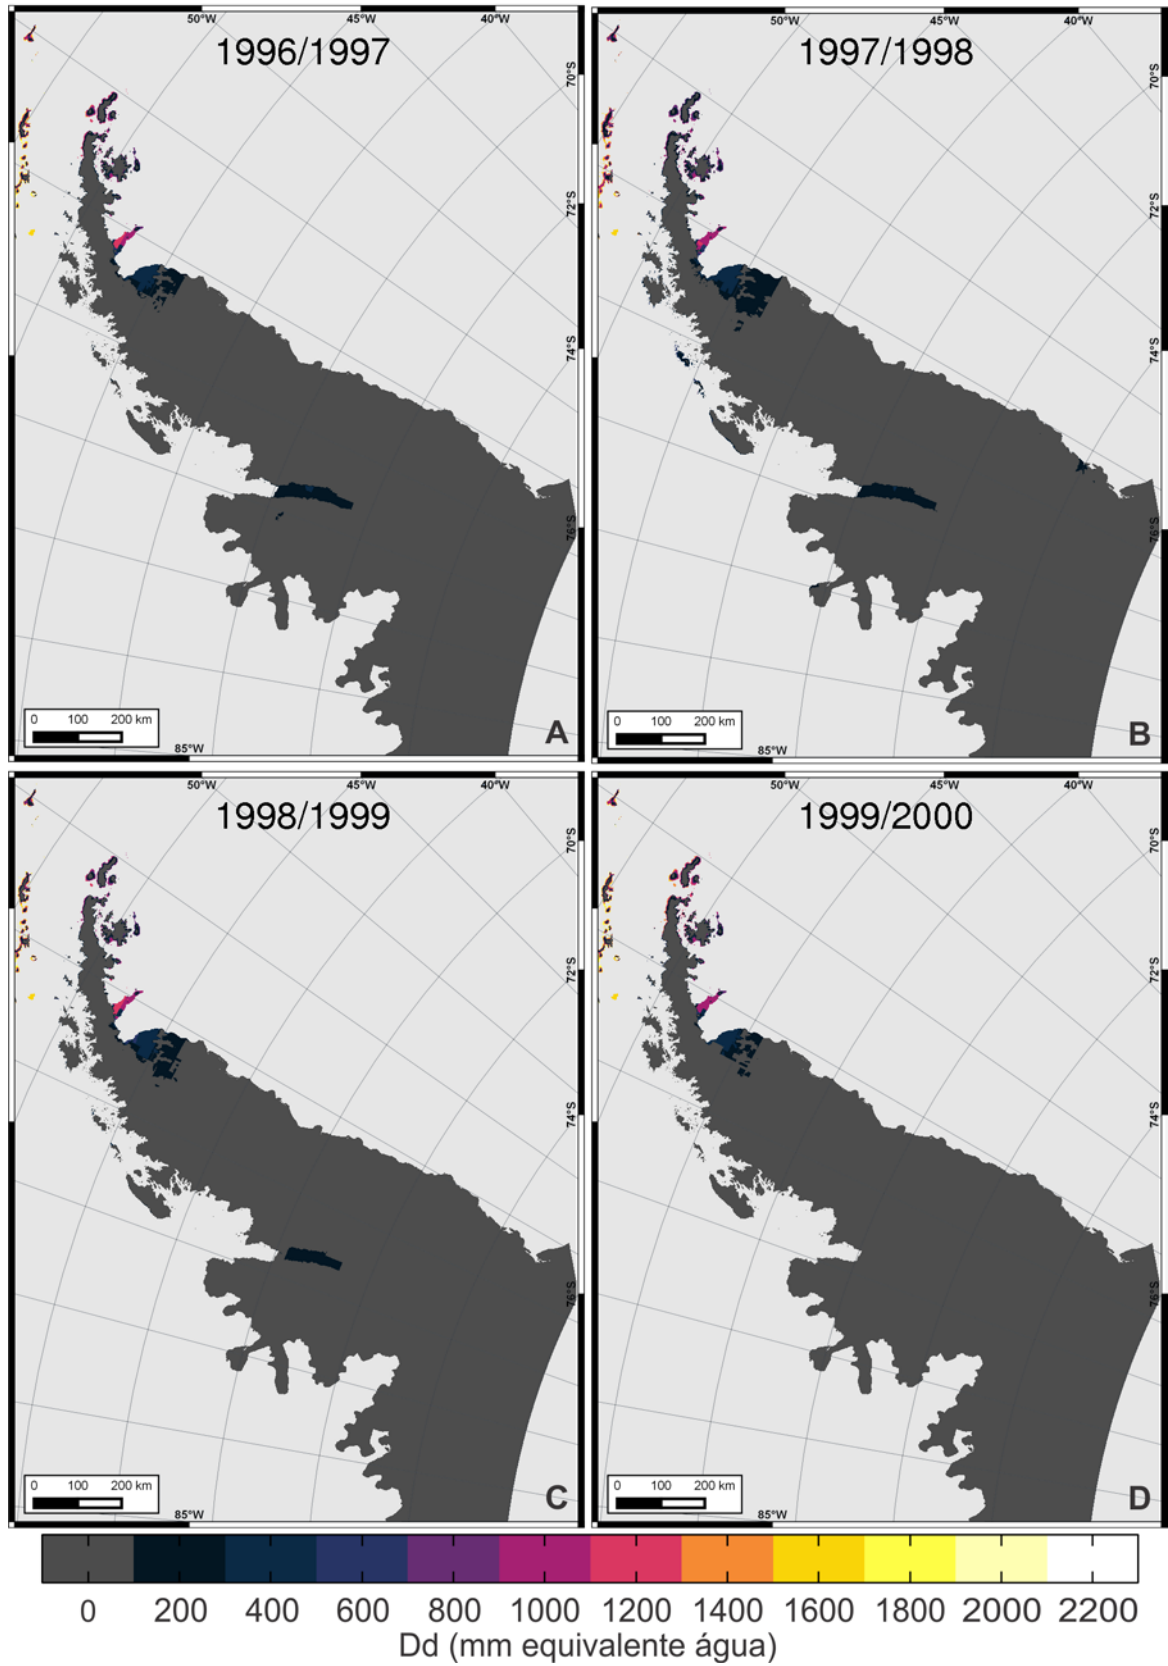 50°W 45°W 40°W 50°W 45°W 40°W
1996/1997 1997/1998
70°S 70°S
72°S 72°S
74°S 74°S
76°S 76°S
0 100 200 km 0 100 200 km
A B
85°W 85°W
50°W 45°W 40°W 50°W 45°W 40°W
1998/1999 1999/2000
70°S 70°S
72°S 72°S
74°S 74°S
76°S 76°S
0 100 200 km 0 100 200 km
C D
85°W 85°W
0 200 400 600 800 1000 1200 1400 1600 1800 2000 2200
Dd (mm equivalente água)